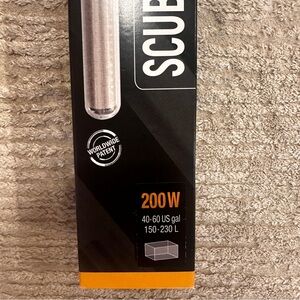 SCUB
WORLDWIDE
PATENT
200W
40-60 US gal
150-230 L